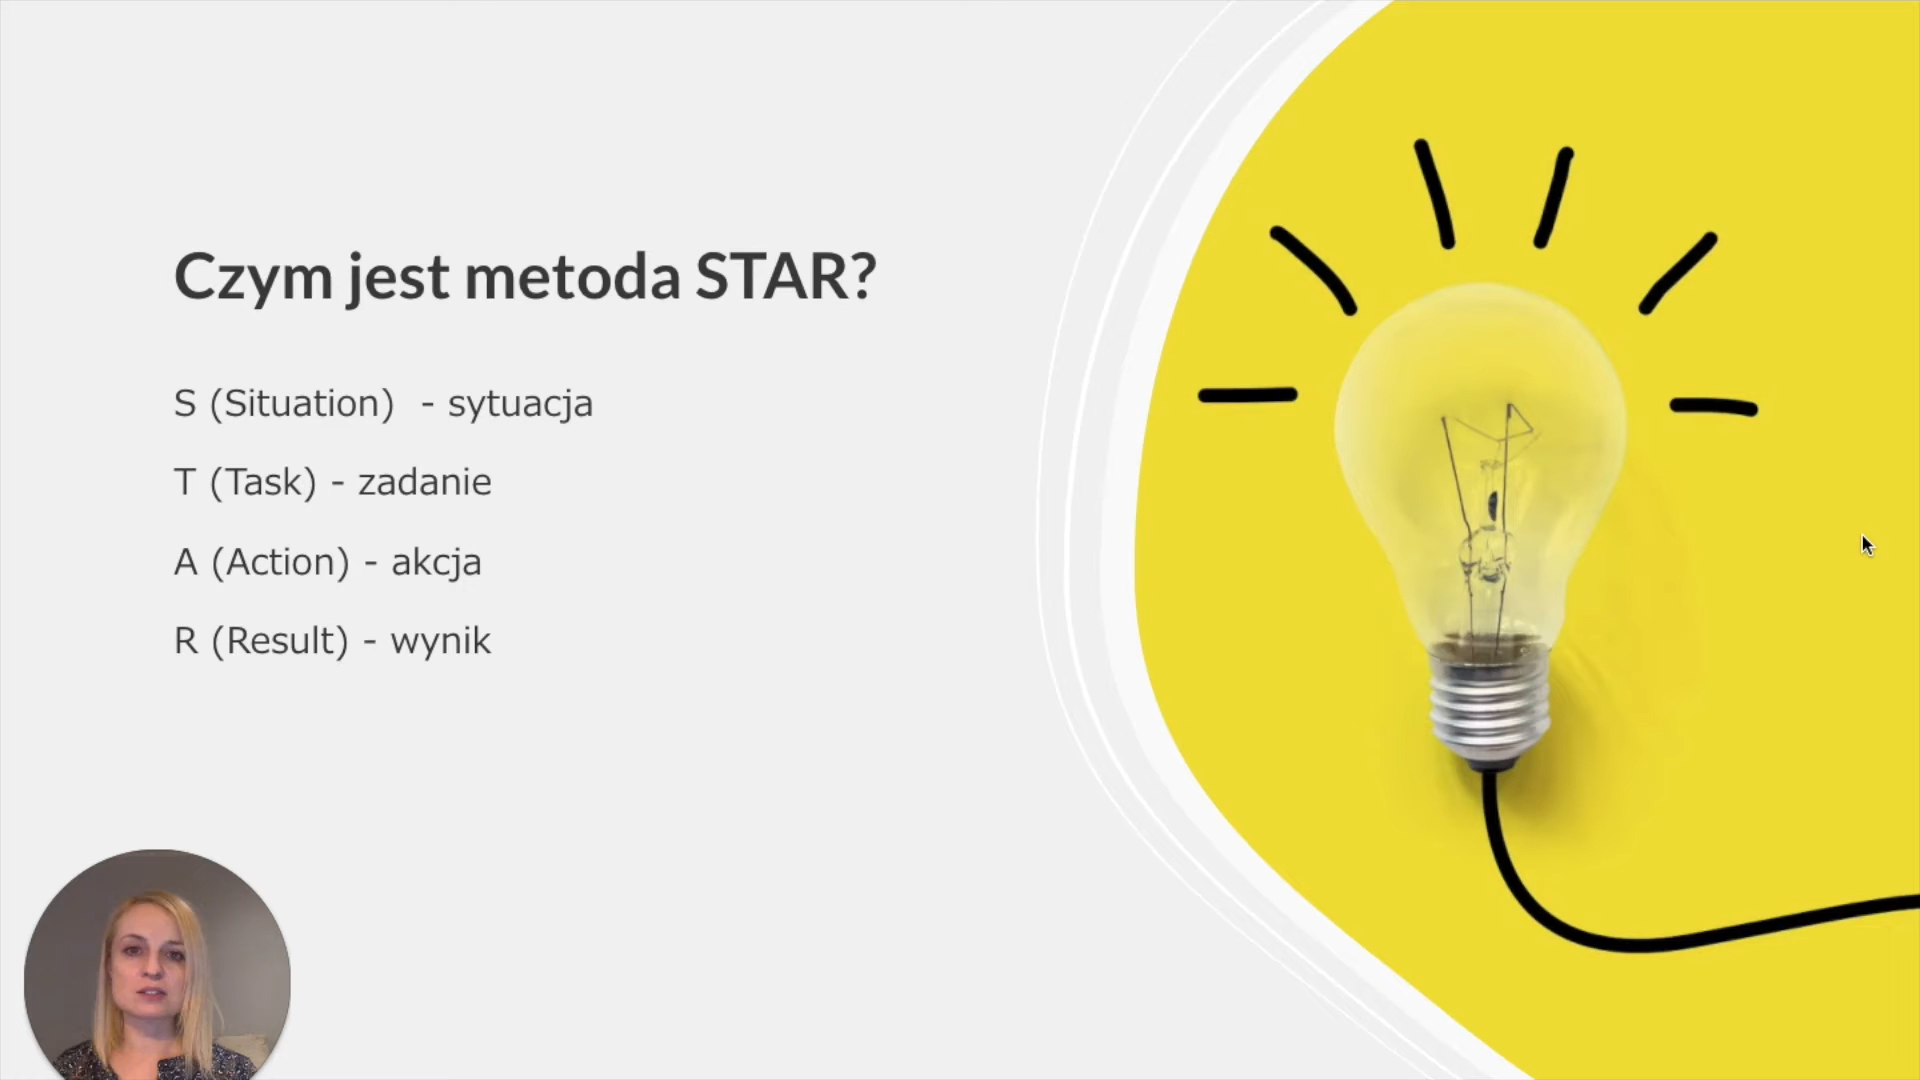 Czym jest metoda STAR?
S (Situation)  - sytuacja
T (Task) - zadanie
A (Action) - akcja
R (Result) - wynik